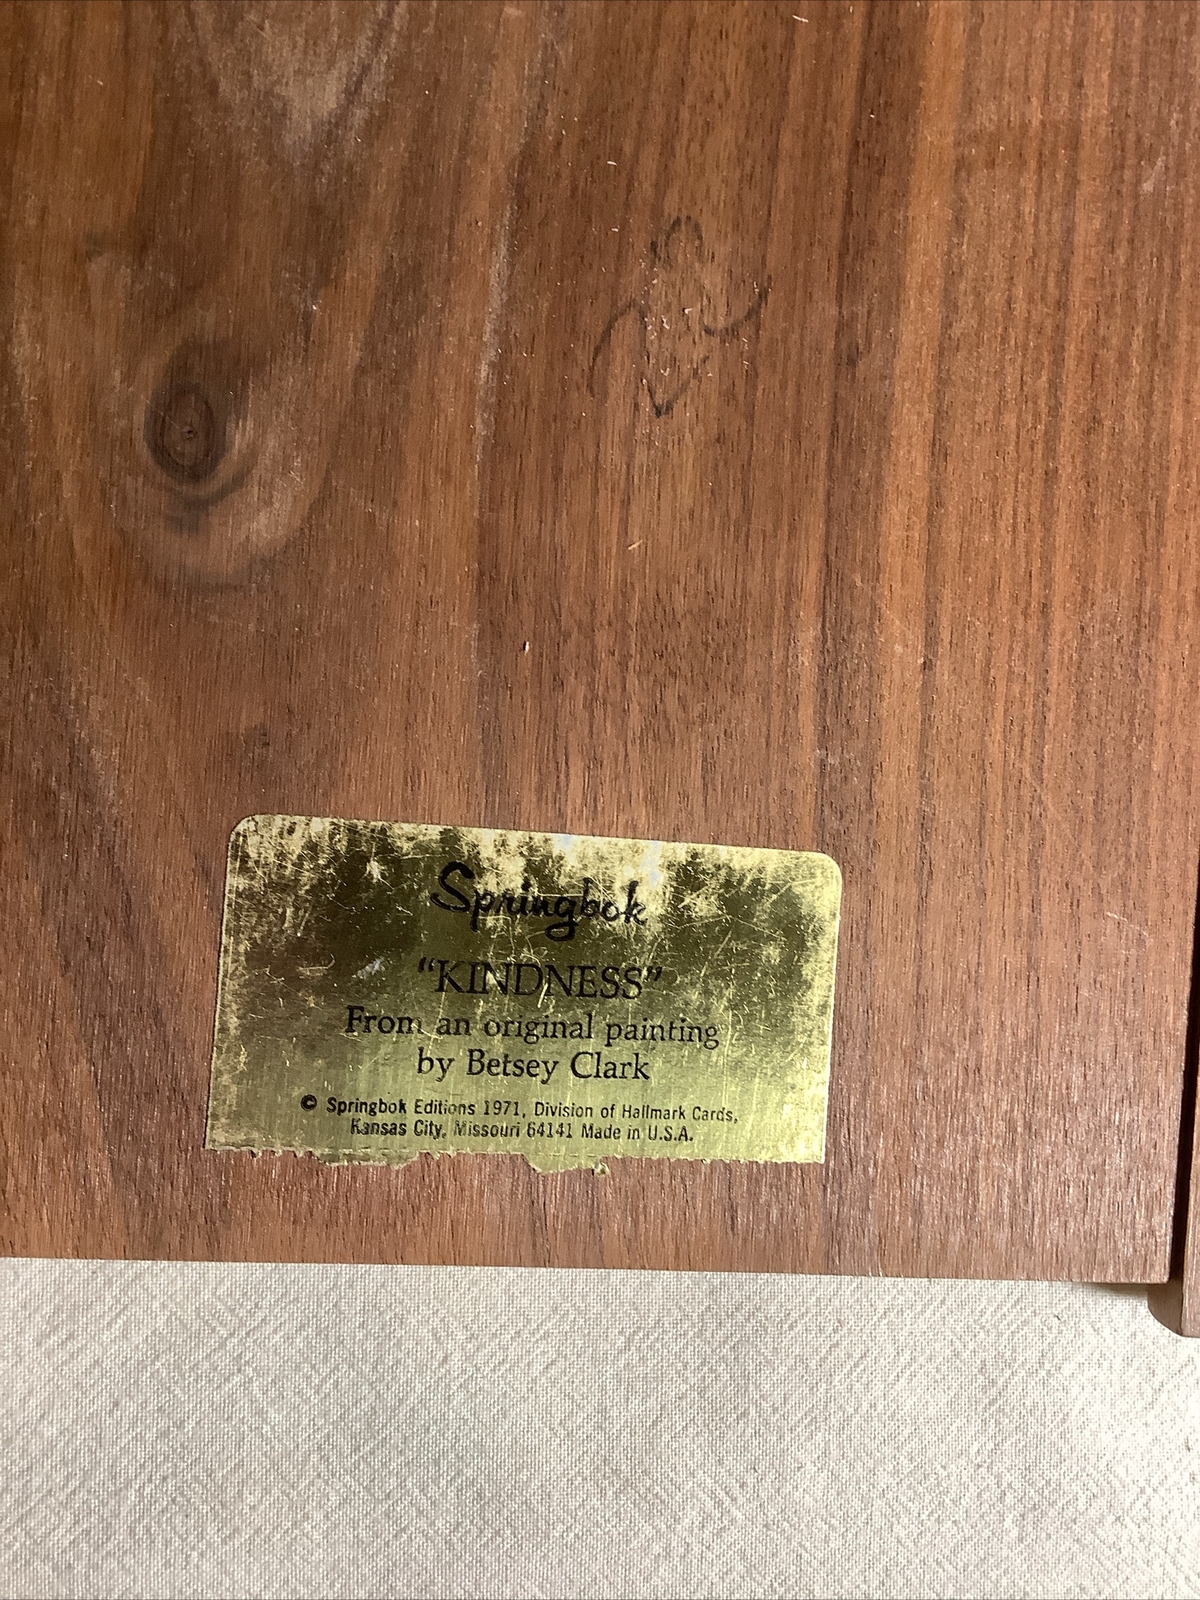 Springbok
“KINDNESS”
From an original painting
by Betsey Clark
© Springbok Editions 1971, Division of Hallmark Cards,
Kansas City, Missouri 64141 Made in U.S.A.